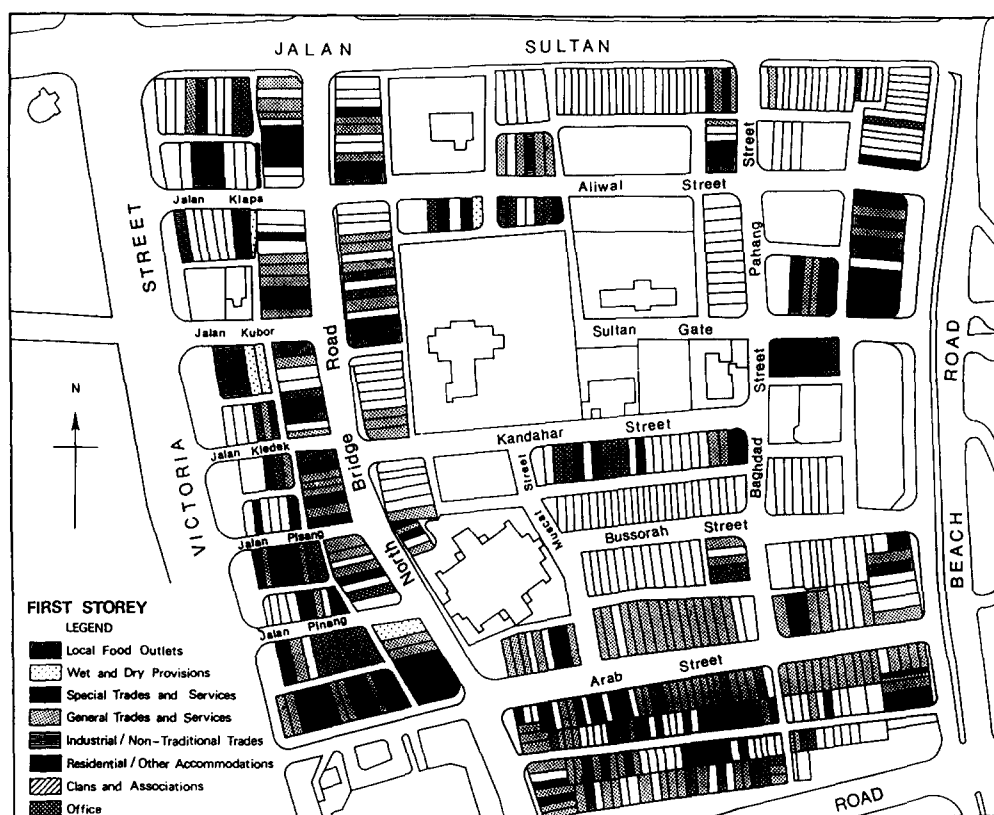 JALAN SULTAN
Aliwal Street
Street
Jalan Klapa
STREET
Pahang
Jalan Kubor
Road
Sultan Gate
ROAD
Street
N
Kandahar Street
Bridge
Jalan Kledek
Street
Baghdad
VICTORIA
Muscat
Bussorah Street
BEACH
Jalan Pisang
North
FIRST STOREY
LEGEND
Jalan Pinang
Local Food Outlets
Wet and Dry Provisions
Arab Street
Special Trades and Services
General Trades and Services
Industrial / Non-Traditional Trades
Residential / Other Accommodations
Clans and Associations
Office
ROAD